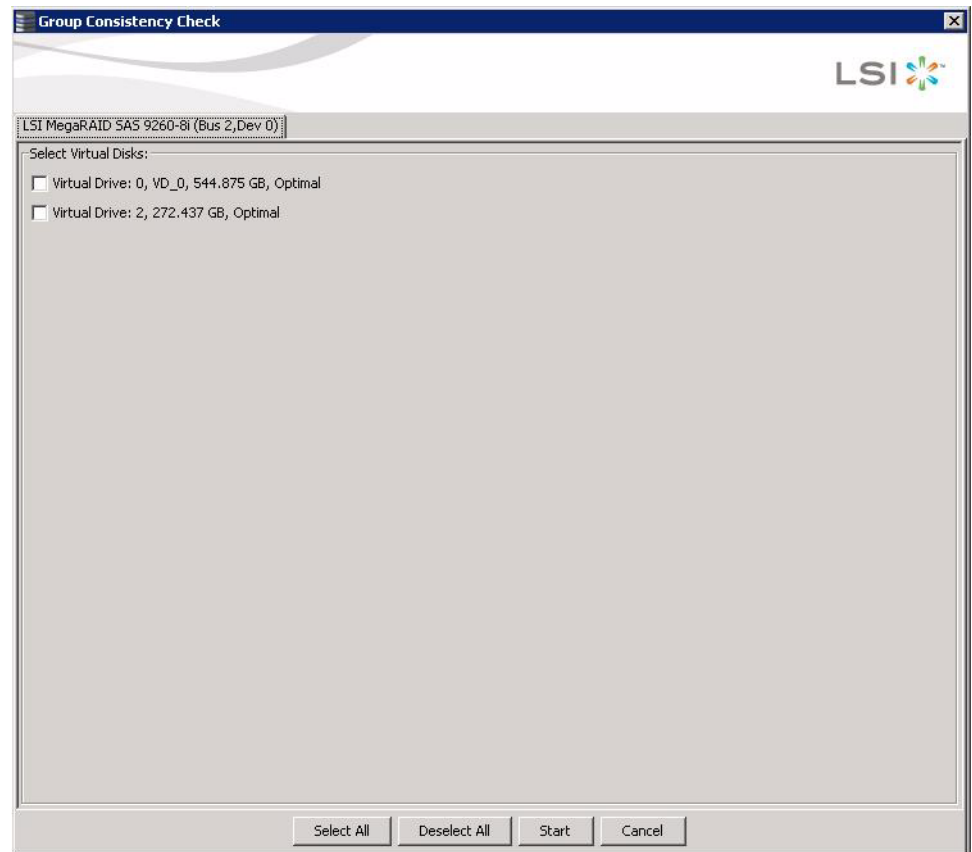 Group Consistency Check
LSI
LSI MegaRAID SAS 9260-8i (Bus 2,Dev 0)
Select Virtual Disks:
Virtual Drive: 0, VD_0, 544.875 GB, Optimal
Virtual Drive: 2, 272.437 GB, Optimal
Select All Deselect All Start Cancel